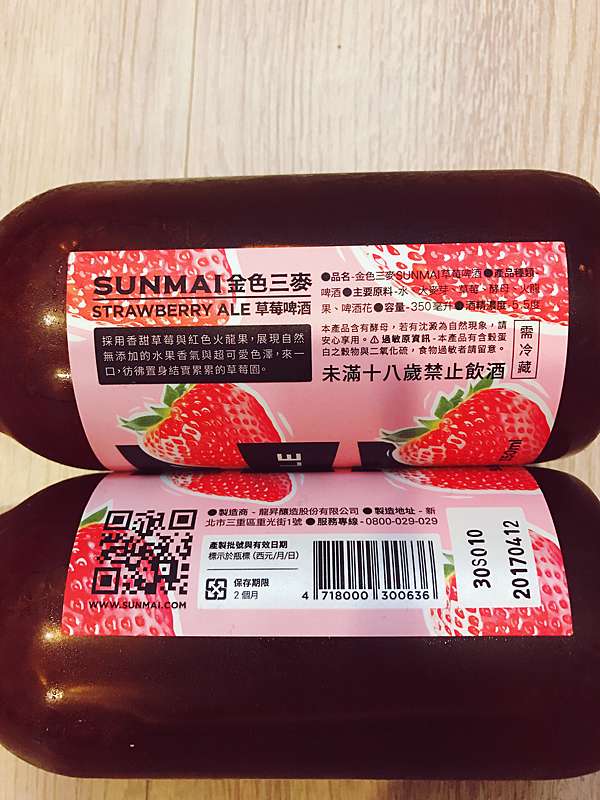 SUNMAI金色三麥
STRAWBERRY ALE 草莓啤酒
採用香甜草莓與紅色火龍果，展現自然
無添加的水果香氣與超可愛色澤，來一
口，彷彿置身結實累累的草莓園。
●品名-金色三麥SUNMAI草莓啤酒●產品種類-
啤酒●主要原料-水、大麥芽、草莓、酵母、火龍
果、啤酒花●容量-350毫升●酒精濃度-5.5度
本產品含有酵母，若有沈澱為自然現象，請
安心享用。⚠過敏原資訊-本產品含有穀蛋
白之穀物與二氧化硫，食物過敏者請留意。
需冷藏
未滿十八歲禁止飲酒
LE
●製造商-龍昇釀造股份有限公司●製造地址-新
北市三重區重光街1號●服務專線-0800-029-029
產製批號與有效日期
標示於瓶標（西元/月/日）
保存期限
2個月
4 718000 300636
30S010
20170412
WWW.SUNMAI.COM